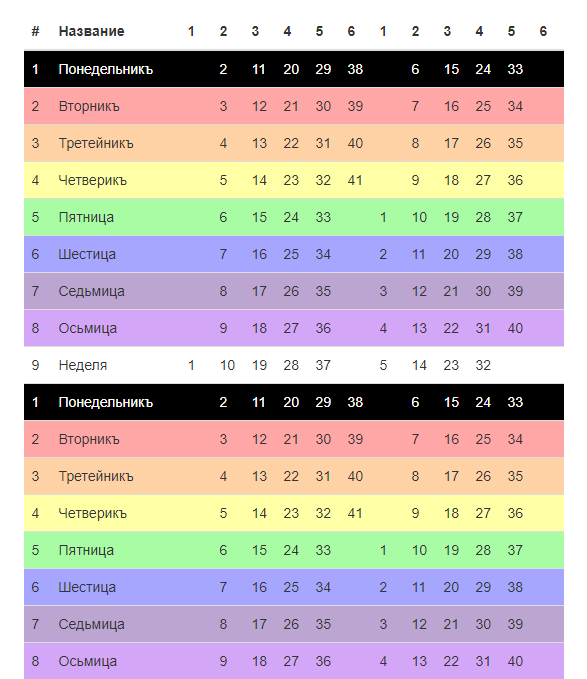 # Название 1 2 3 4 5 6 1 2 3 4 5 6
1 Понедельникъ 2 11 20 29 38 6 15 24 33
2 Вторникъ 3 12 21 30 39 7 16 25 34
3 Третейникъ 4 13 22 31 40 8 17 26 35
4 Четверикъ 5 14 23 32 41 9 18 27 36
5 Пятница 6 15 24 33 1 10 19 28 37
6 Шестица 7 16 25 34 2 11 20 29 38
7 Седьмица 8 17 26 35 3 12 21 30 39
8 Осьмица 9 18 27 36 4 13 22 31 40
9 Неделя 1 10 19 28 37 5 14 23 32
1 Понедельникъ 2 11 20 29 38 6 15 24 33
2 Вторникъ 3 12 21 30 39 7 16 25 34
3 Третейникъ 4 13 22 31 40 8 17 26 35
4 Четверикъ 5 14 23 32 41 9 18 27 36
5 Пятница 6 15 24 33 1 10 19 28 37
6 Шестица 7 16 25 34 2 11 20 29 38
7 Седьмица 8 17 26 35 3 12 21 30 39
8 Осьмица 9 18 27 36 4 13 22 31 40